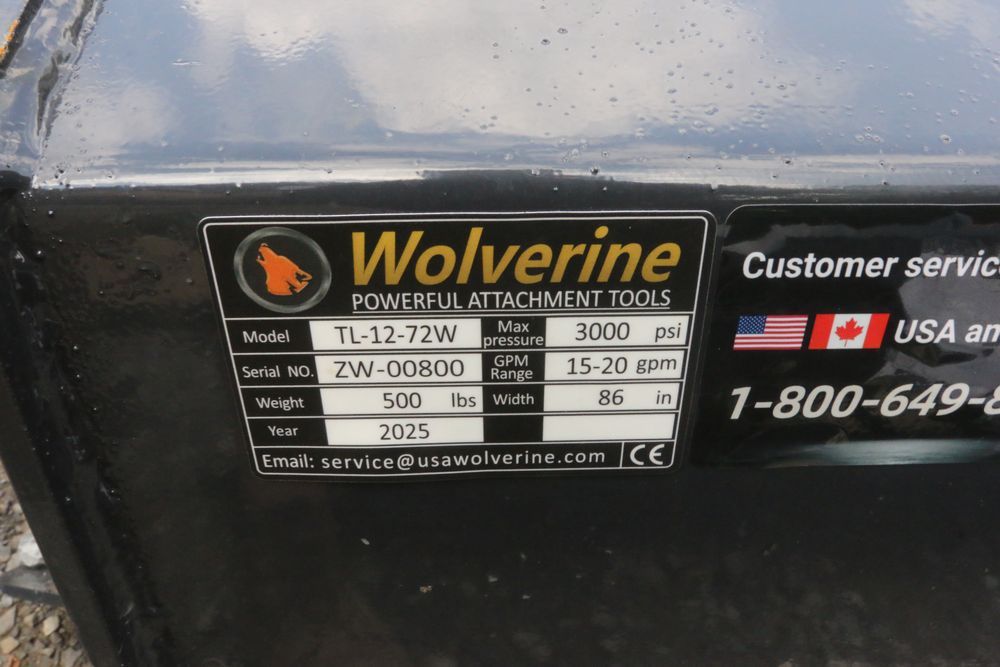 Wolverine
POWERFUL ATTACHMENT TOOLS
Model TL-12-72W Max pressure 3000 psi
Serial NO. ZW-00800 GPM Range 15-20 gpm
Weight 500 lbs Width 86 in
Year 2025
Email: service@usawolverine.com CE
Customer
USA
1-800-649-